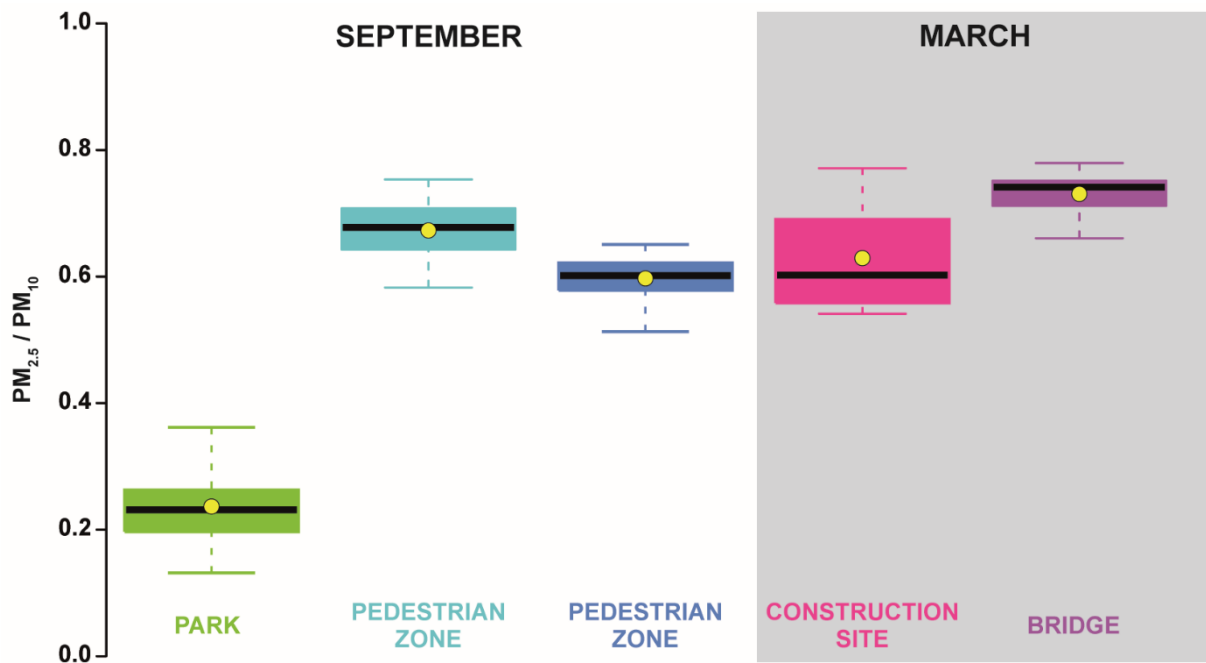 SEPTEMBER
MARCH
PM2.5 / PM10
1.0
0.8
0.6
0.4
0.2
0.0
PARK
PEDESTRIAN
ZONE
PEDESTRIAN
ZONE
CONSTRUCTION
SITE
BRIDGE